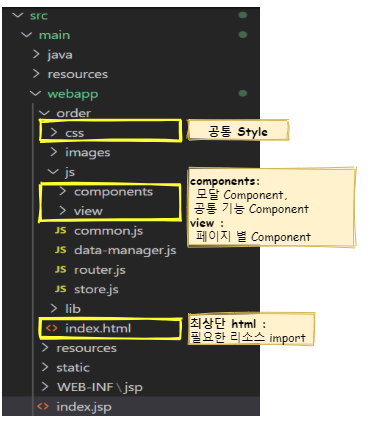 src
main
java
resources
webapp
order
css
공통 Style
images
js
components
view
components:
모달 Component,
공통 기능 Component
view :
페이지 별 Component
JS common.js
JS data-manager.js
JS router.js
JS store.js
lib
<> index.html
최상단 html :
필요한 리소스 import
resources
static
WEB-INF\jsp
<> index.jsp